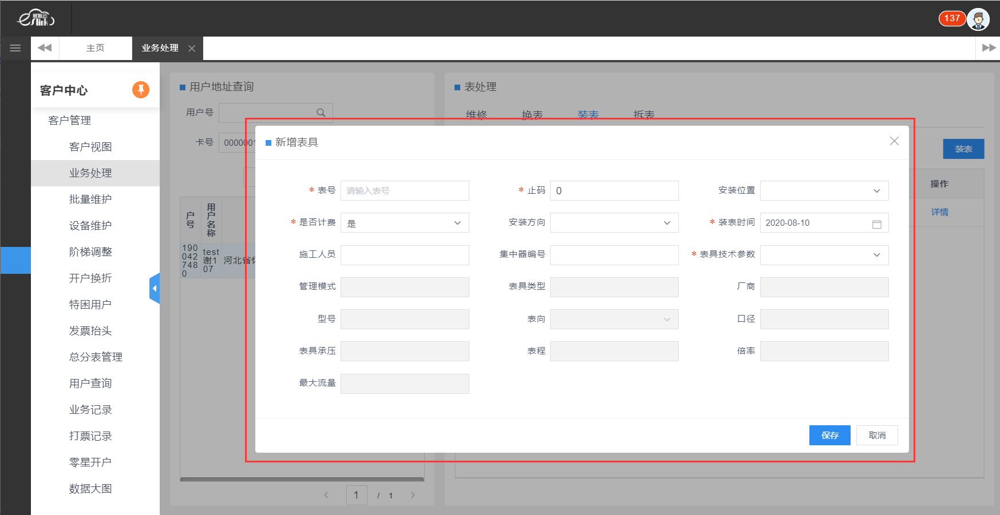 易联云
eslink
137
主页
业务处理
客户中心
客户管理
客户视图
业务处理
批量维护
设备维护
阶梯调整
开户换折
特困用户
发票抬头
总分表管理
用户查询
业务记录
打票记录
零星开户
数据大图
用户地址查询
用户号
卡号 0000001
户号 用户名称
1900427480 test谢107 河北省怀
1 / 1
表处理
维修 换表 装表 拆表
装表
操作
详情
新增表具
* 表号 请输入表号 * 止码 0 安装位置
* 是否计费 是 安装方向 * 装表时间 2020-08-10
施工人员 集中器编号 * 表具技术参数
管理模式 表具类型 厂商
型号 表向 口径
表具承压 表程 倍率
最大流量
保存 取消